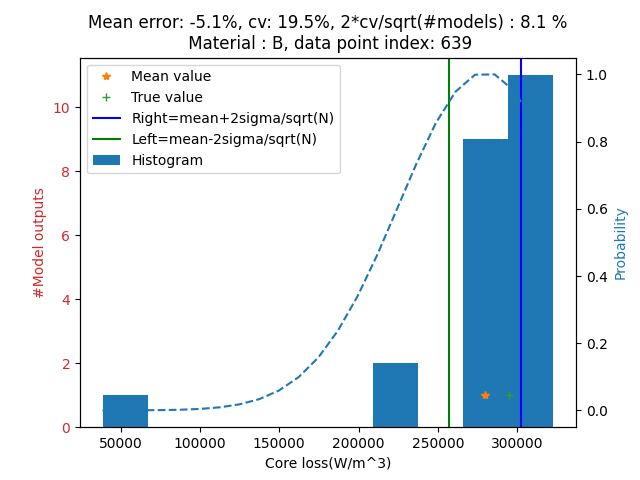 Mean error: -5.1%, cv: 19.5%, 2*cv/sqrt(#models) : 8.1 %
Material : B, data point index: 639
Mean value
True value
Right=mean+2sigma/sqrt(N)
Left=mean-2sigma/sqrt(N)
Histogram
#Model outputs
10
8
6
4
2
0
1.0
0.8
0.6
0.4
0.2
0.0
Probability
50000 100000 150000 200000 250000 300000
Core loss(W/m^3)